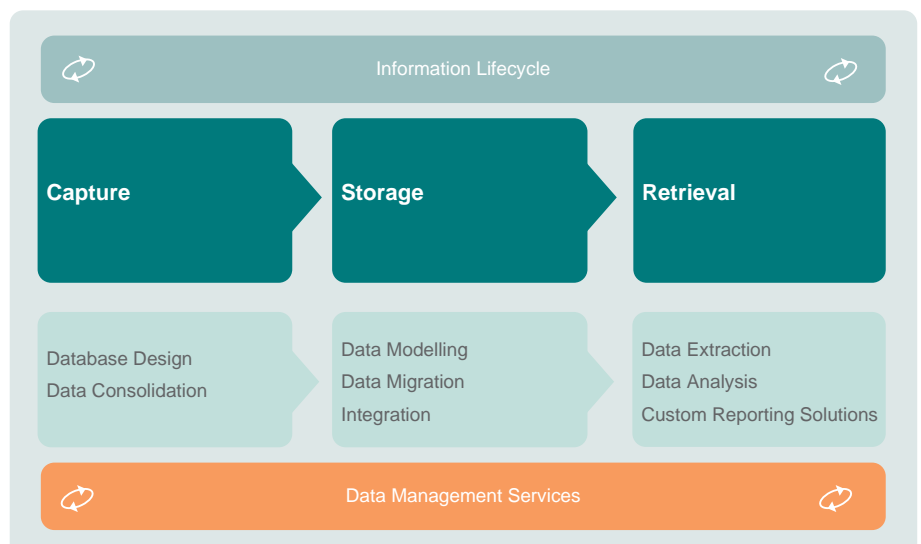 Information Lifecycle
Capture
Storage
Retrieval
Database Design
Data Consolidation
Data Modelling
Data Migration
Integration
Data Extraction
Data Analysis
Custom Reporting Solutions
Data Management Services